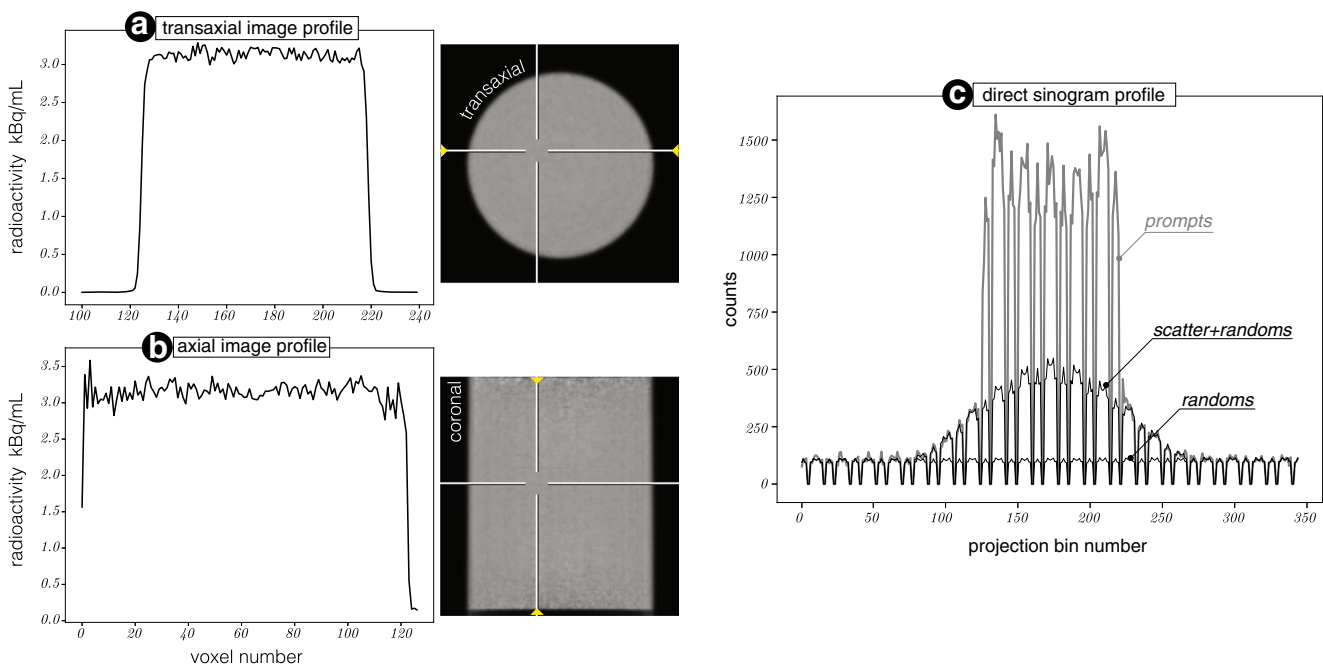 a transaxial image profile
radioactivity kBq/mL
3.0
2.5
2.0
1.5
1.0
0.5
0.0
100 120 140 160 180 200 220 240
transaxial/
b axial image profile
radioactivity kBq/mL
3.5
3.0
2.5
2.0
1.5
1.0
0.5
0.0
0 20 40 60 80 100 120
voxel number
coronal
c direct sinogram profile
counts
1500
1250
1000
750
500
250
0
prompts
scatter+randoms
randoms
0 50 100 150 200 250 300 350
projection bin number